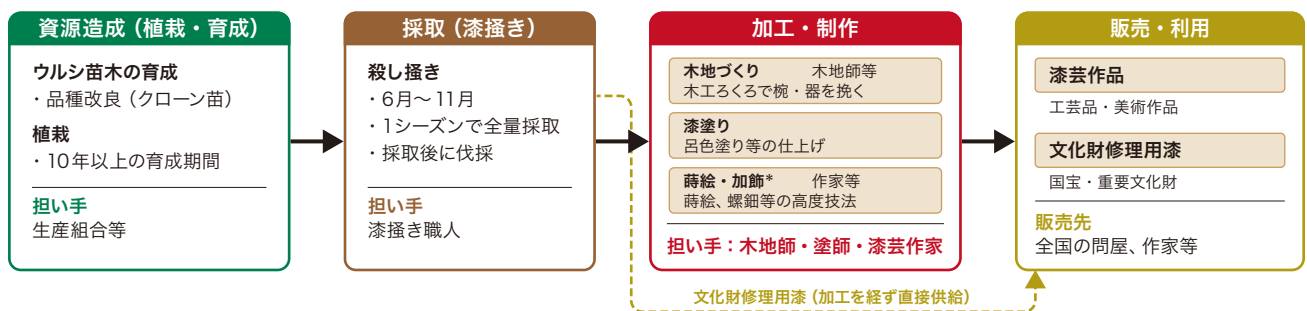 資源造成（植栽・育成）
ウルシ苗木の育成
・品種改良（クローン苗）
植栽
・10年以上の育成期間
担い手
生産組合等
採取（漆掻き）
殺し掻き
・6月〜11月
・1シーズンで全量採取
・採取後に伐採
担い手
漆掻き職人
加工・制作
木地づくり　木地師等
木工ろくろで椀・器を挽く
漆塗り
呂色塗り等の仕上げ
蒔絵・加飾*　作家等
蒔絵、螺鈿等の高度技法
担い手：木地師・塗師・漆芸作家
販売・利用
漆芸作品
工芸品・美術作品
文化財修理用漆
国宝・重要文化財
販売先
全国の問屋、作家等
文化財修理用漆（加工を経ず直接供給）